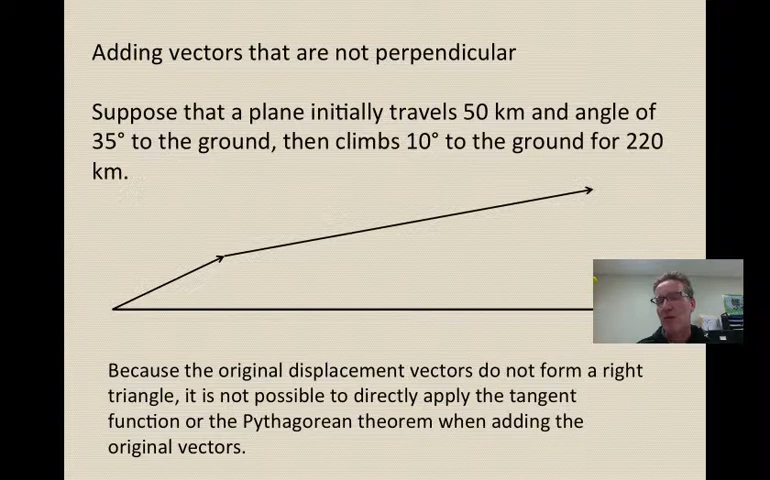 Adding vectors that are not perpendicular
Suppose that a plane initially travels 50 km and angle of
35° to the ground, then climbs 10° to the ground for 220
km.
Because the original displacement vectors do not form a right
triangle, it is not possible to directly apply the tangent
function or the Pythagorean theorem when adding the
original vectors.